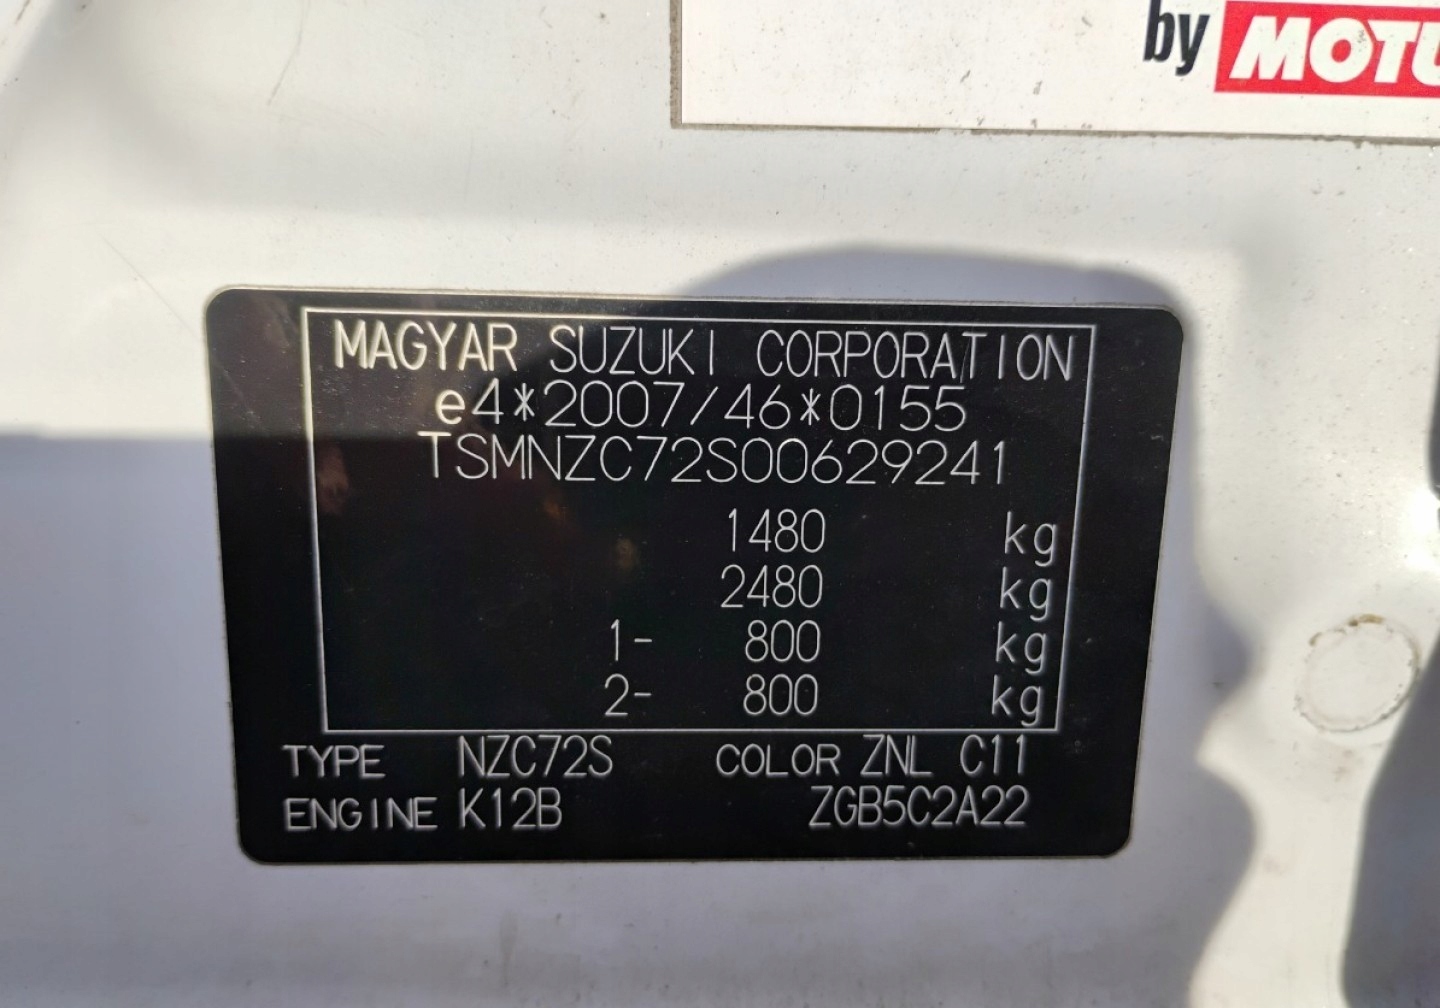 by MOTU
MAGYAR SUZUKI CORPORATION
e4*2007/46*0155
TSMNZC72S00629241
1480 kg
2480 kg
1- 800 kg
2- 800 kg
TYPE NZC72S COLOR ZNL C11
ENGINE K12B ZGB5C2A22